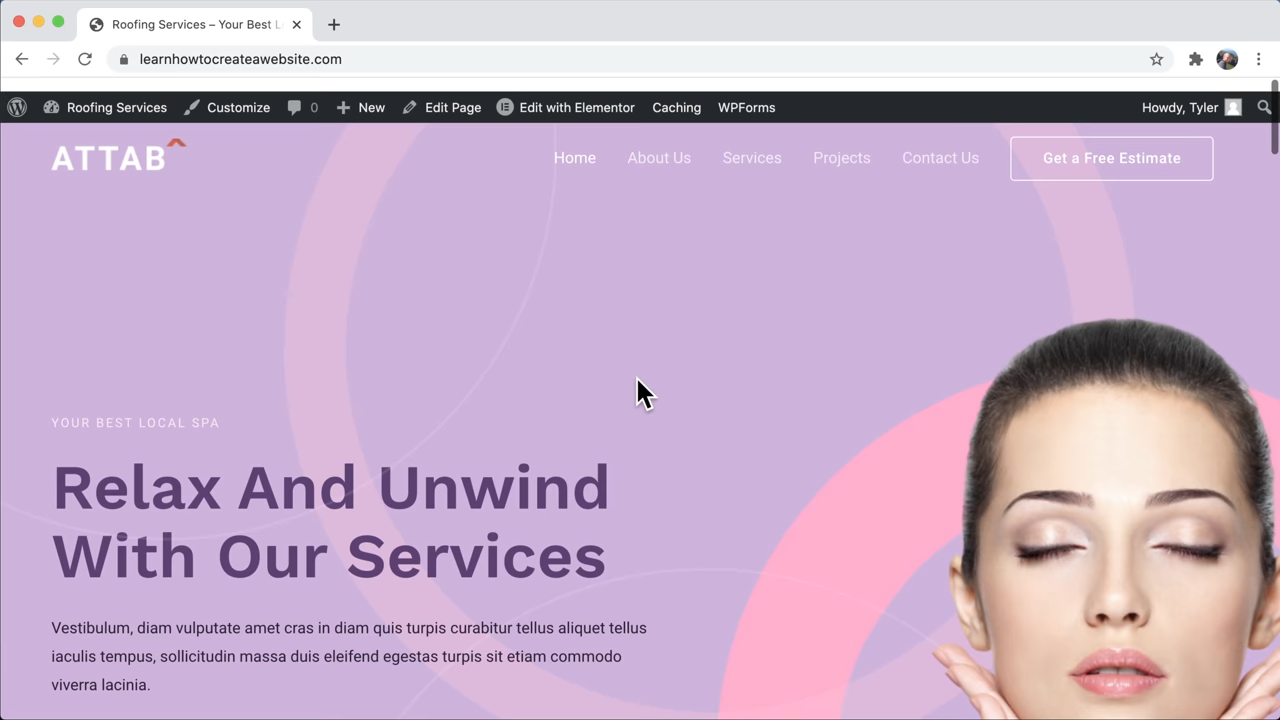 Roofing Services – Your Best L
learnhowtocreateawebsite.com
Roofing Services Customize 0 New Edit Page Edit with Elementor Caching WPForms Howdy, Tyler
ATTAB Home About Us Services Projects Contact Us Get a Free Estimate
YOUR BEST LOCAL SPA
Relax And Unwind
With Our Services
Vestibulum, diam vulputate amet cras in diam quis turpis curabitur tellus aliquet tellus
iaculis tempus, sollicitudin massa duis eleifend egestas turpis sit etiam commodo
viverra lacinia.